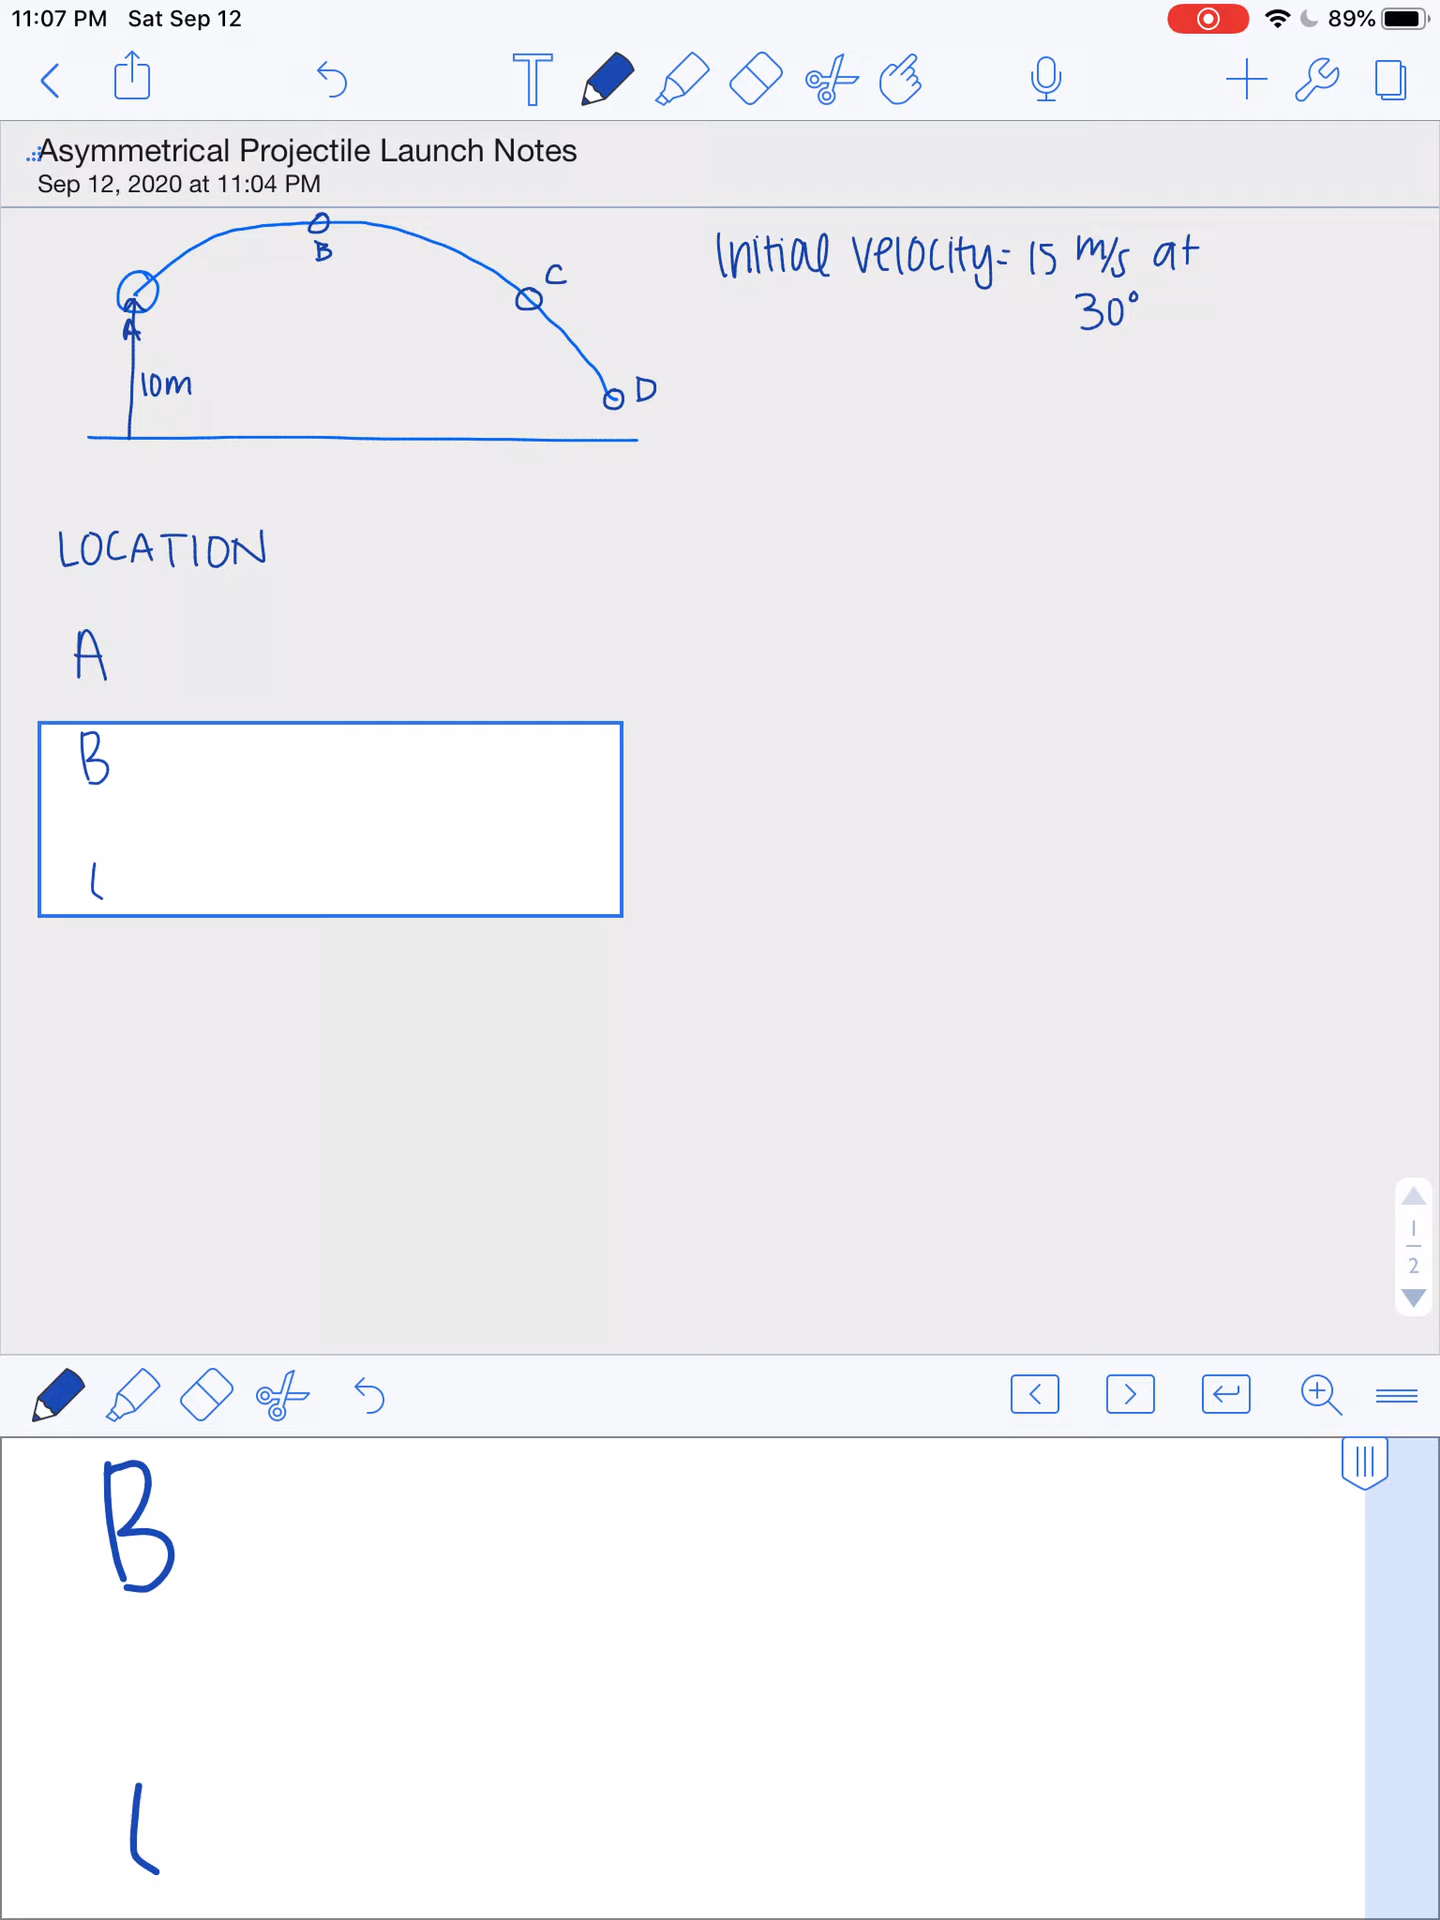 11:07 PM Sat Sep 12 89%
T
Asymmetrical Projectile Launch Notes
Sep 12, 2020 at 11:04 PM
B
Initial velocity = 15 m/s at
30°
C
A
10m
D
LOCATION
A
B
1
2
B